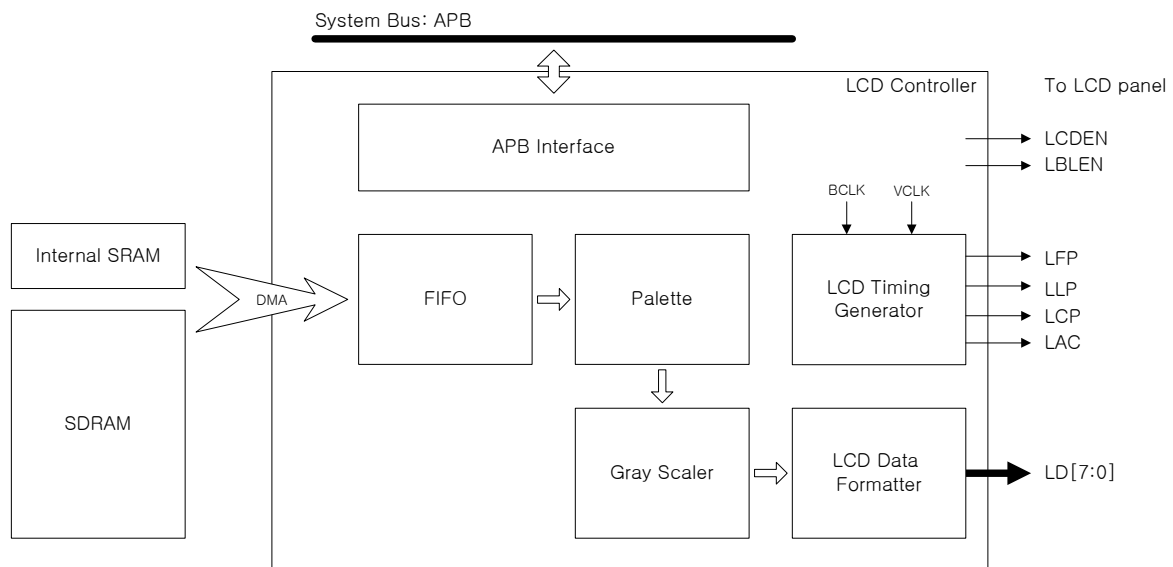 System Bus: APB
LCD Controller
To LCD panel
APB Interface
LCDEN
LBLEN
BCLK
VCLK
Internal SRAM
DMA
FIFO
Palette
LCD Timing
Generator
LFP
LLP
LCP
LAC
SDRAM
Gray Scaler
LCD Data
Formatter
LD[7:0]